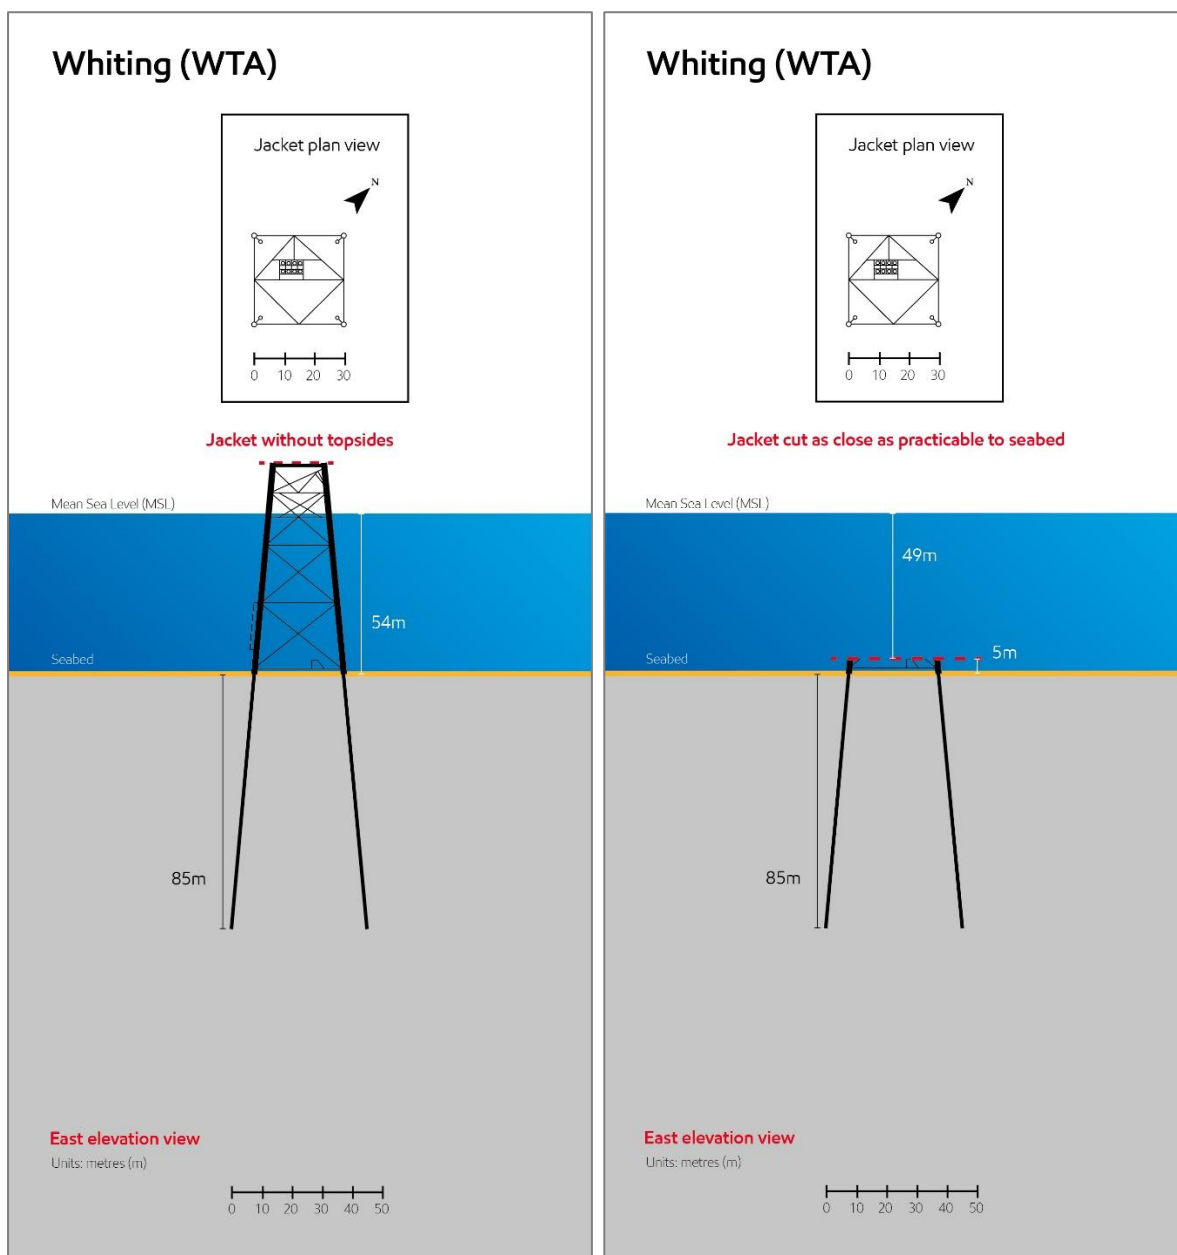 Whiting (WTA)
Jacket plan view
N
0 10 20 30
Jacket without topsides
Mean Sea Level (MSL)
54m
Seabed
85m
East elevation view
Units: metres (m)
0 10 20 30 40 50
Whiting (WTA)
Jacket plan view
N
0 10 20 30
Jacket cut as close as practicable to seabed
Mean Sea Level (MSL)
49m
5m
Seabed
85m
East elevation view
Units: metres (m)
0 10 20 30 40 50